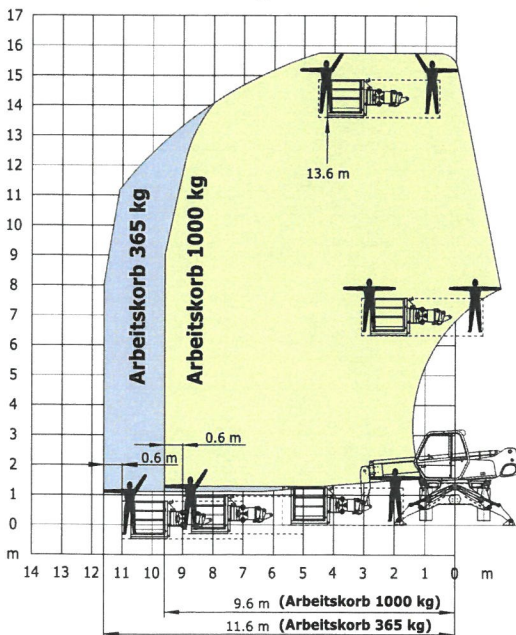 17
16
15
14
13
12
11
10
9
8
7
6
5
4
3
2
1
0
m
13.6 m
Arbeitskorb 365 kg
Arbeitskorb 1000 kg
0.6 m
0.6 m
14 13 12 11 10 9 8 7 6 5 4 3 2 1 0 m
9.6 m (Arbeitskorb 1000 kg)
11.6 m (Arbeitskorb 365 kg)